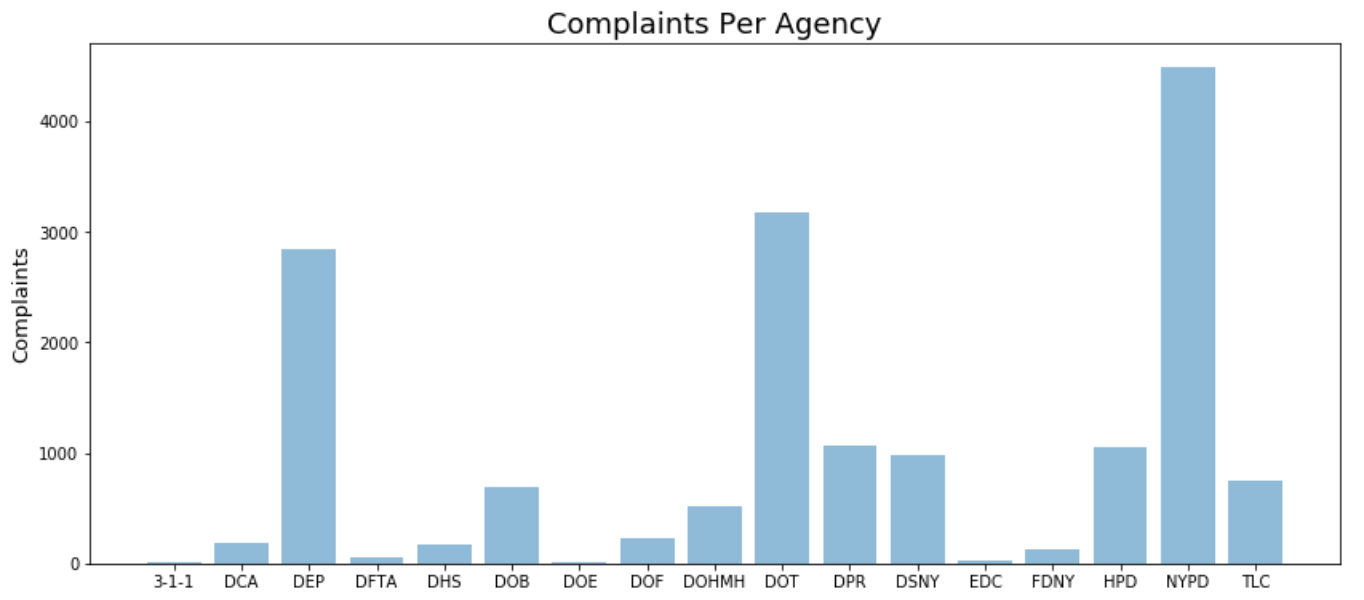 Complaints Per Agency
Complaints
4000
3000
2000
1000
0
3-1-1 DCA DEP DFTA DHS DOB DOE DOF DOHMH DOT DPR DSNY EDC FDNY HPD NYPD TLC